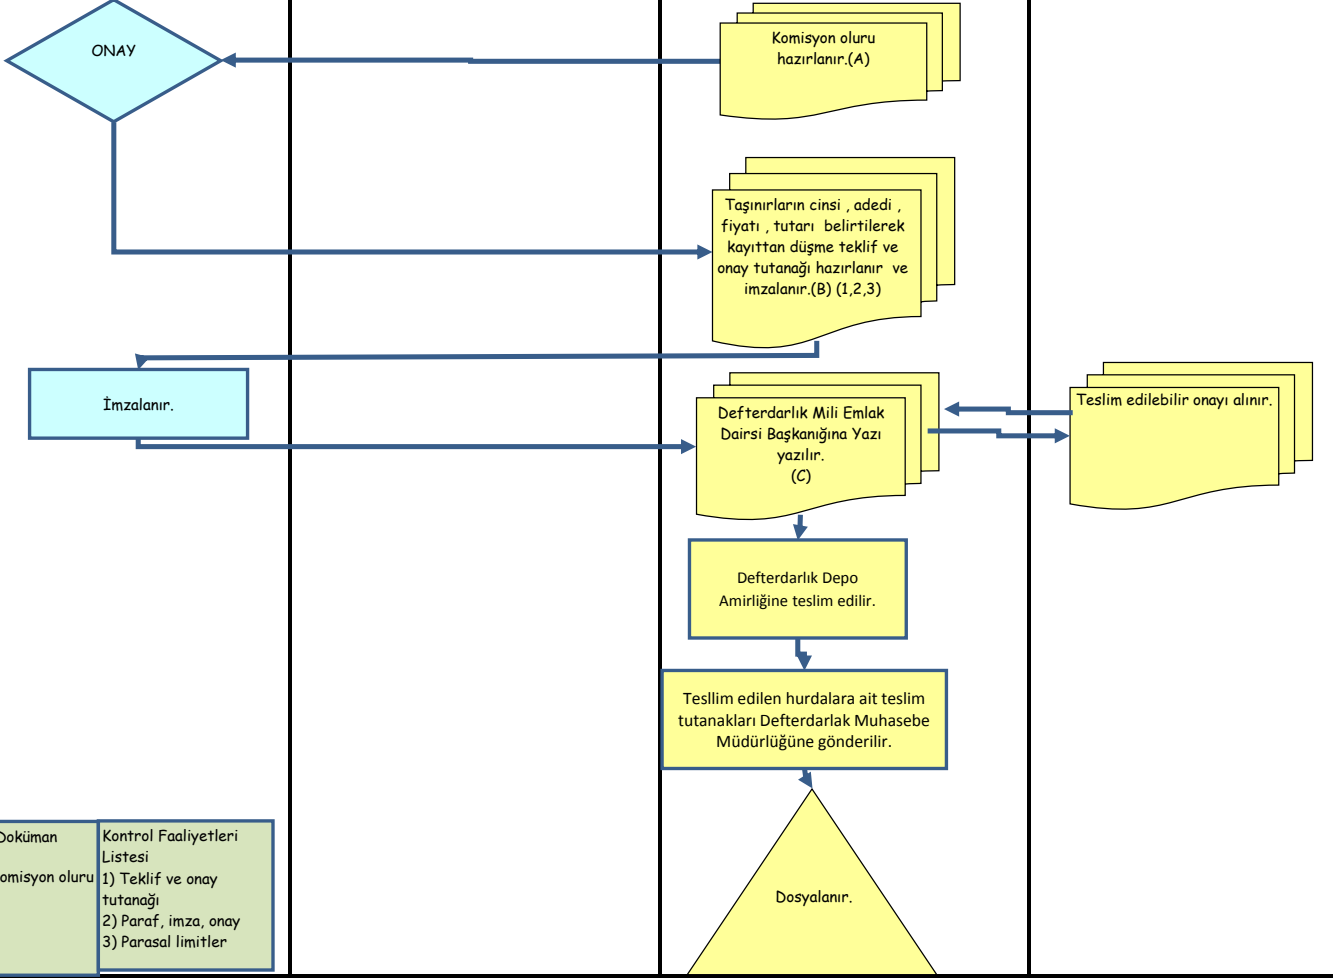 ONAY
Komisyon oluru
hazırlanır.(A)
Taşınırların cinsi , adedi ,
fiyatı , tutarı belirtilerek
kayıttan düşme teklif ve
onay tutanağı hazırlanır ve
imzalanır.(B) (1,2,3)
İmzalanır.
Defterdarlık Mili Emlak
Dairsi Başkanığına Yazı
yazılır.
(C)
Teslim edilebilir onayı alınır.
Defterdarlık Depo
Amirliğine teslim edilir.
Tesllim edilen hurdalara ait teslim
tutanakları Defterdarlak Muhasebe
Müdürlüğüne gönderilir.
Dosyalanır.
Doküman
omisyon oluru
Kontrol Faaliyetleri
Listesi
1) Teklif ve onay
tutanağı
2) Paraf, imza, onay
3) Parasal limitler